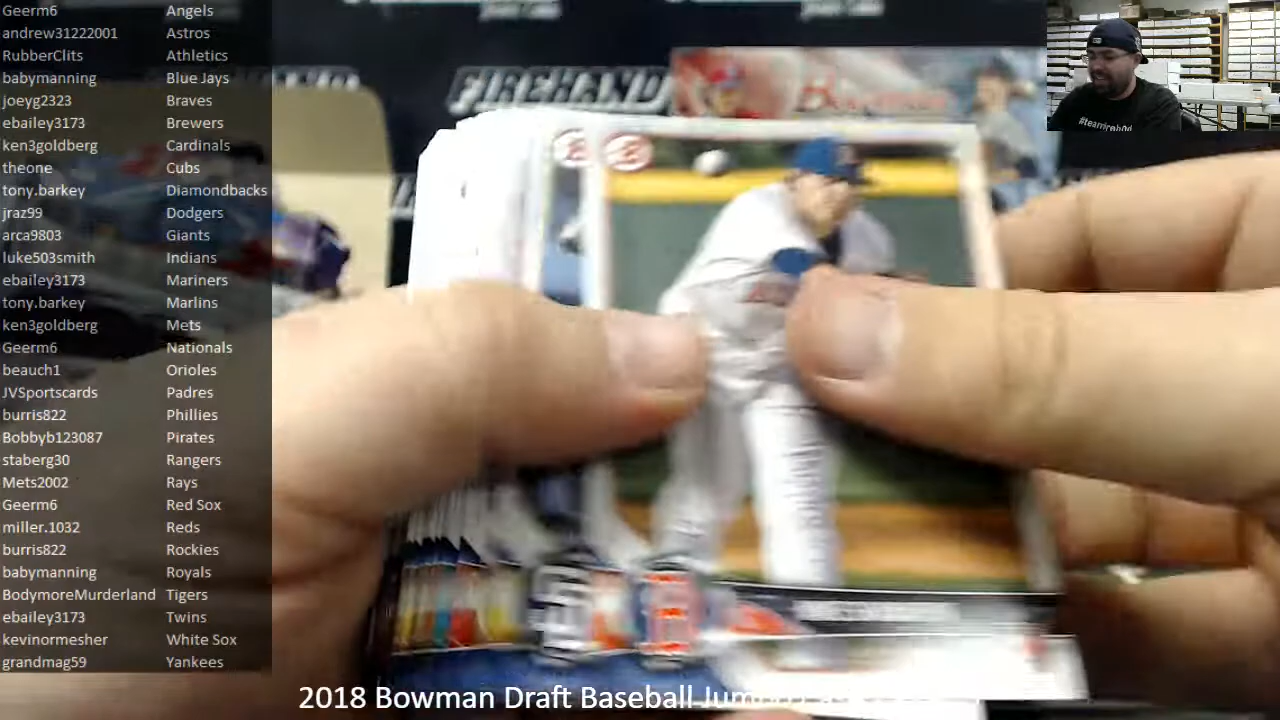 Geerm6 Angels
andrew31222001 Astros
RubberClits Athletics
babymanning Blue Jays
joeyg2323 Braves
ebailey3173 Brewers
ken3goldberg Cardinals
theone Cubs
tony.barkey Diamondbacks
jraz99 Dodgers
arca9803 Giants
luke503smith Indians
ebailey3173 Mariners
tony.barkey Marlins
ken3goldberg Mets
Geerm6 Nationals
beauch1 Orioles
JVSportscards Padres
burris822 Phillies
Bobbyb123087 Pirates
staberg30 Rangers
Mets2002 Rays
Geerm6 Red Sox
miller.1032 Reds
burris822 Rockies
babymanning Royals
BodymoreMurderland Tigers
ebailey3173 Twins
kevinormesher White Sox
grandmag59 Yankees
FIREHAND
Bowman
2018 Bowman Draft Baseball